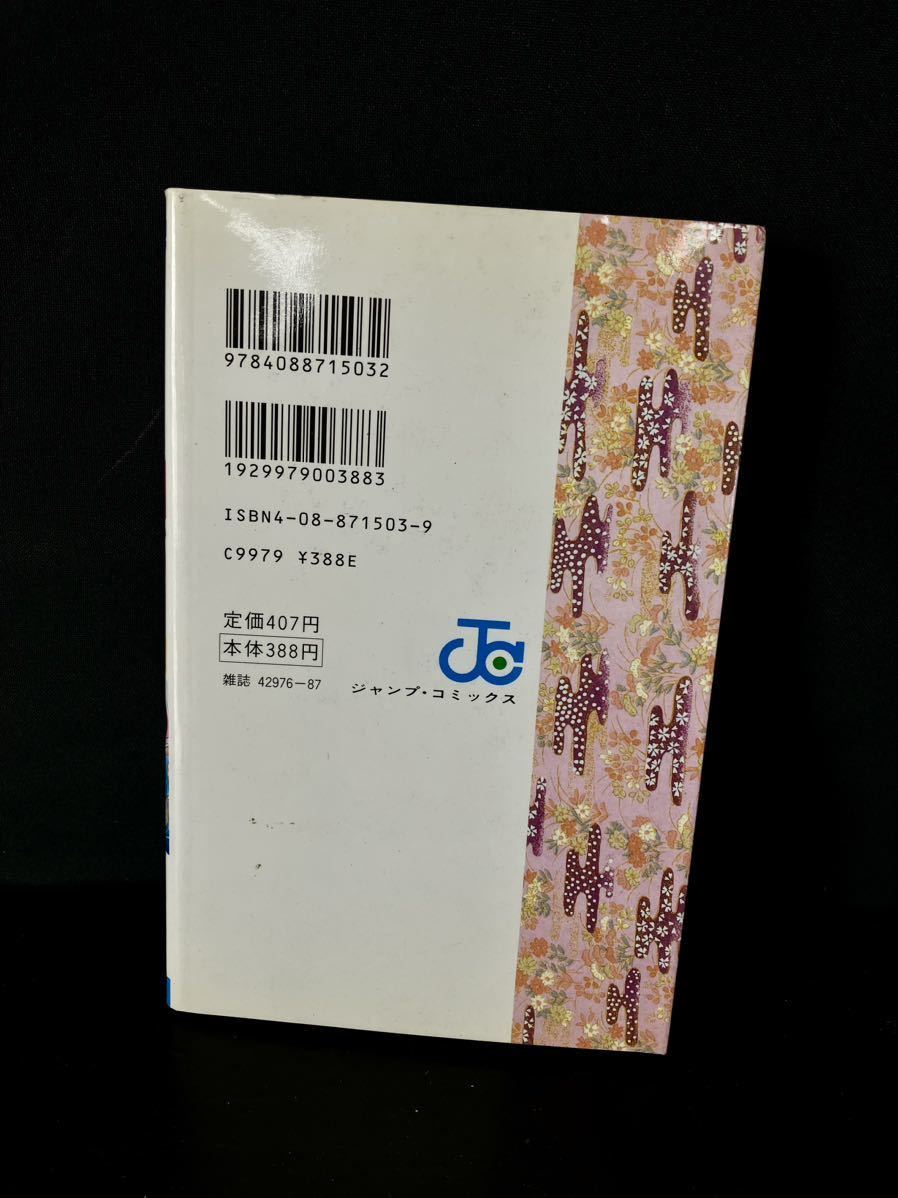 9784088715032
1929979003883
ISBN4-08-871503-9
C9979 ¥388E
定価407円
本体388円
雑誌 42976-87
JC
ジャンプ・コミックス